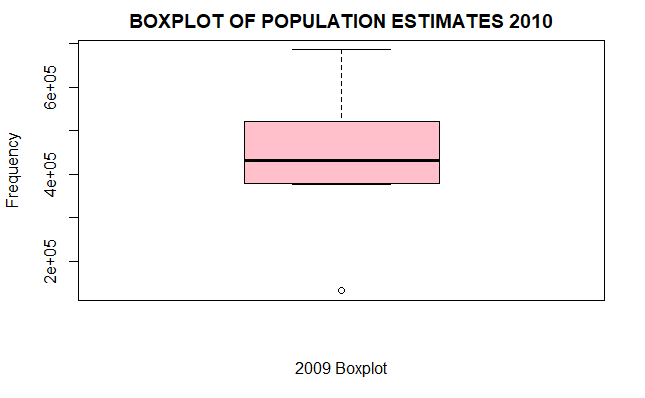 BOXPLOT OF POPULATION ESTIMATES 2010
Frequency
6e+05
4e+05
2e+05
2009 Boxplot